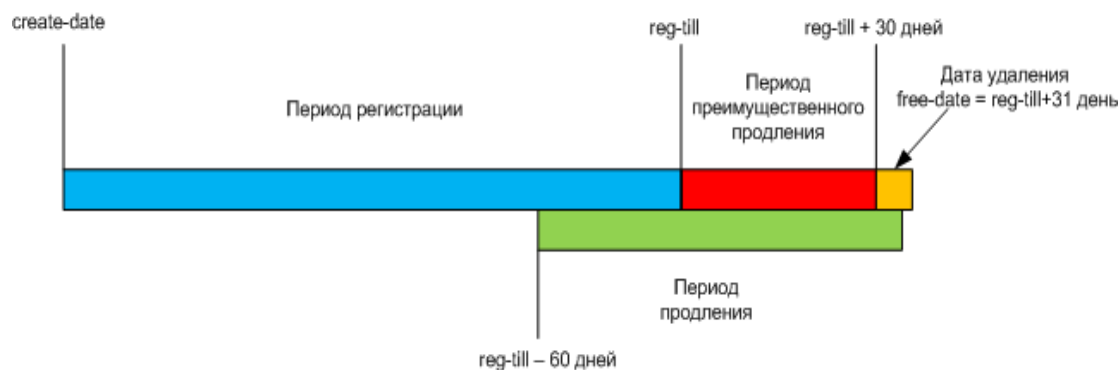 create-date
reg-till
reg-till + 30 дней
Дата удаления
free-date = reg-till+31 день
Период регистрации
Период
преимущественного
продления
Период
продления
reg-till – 60 дней